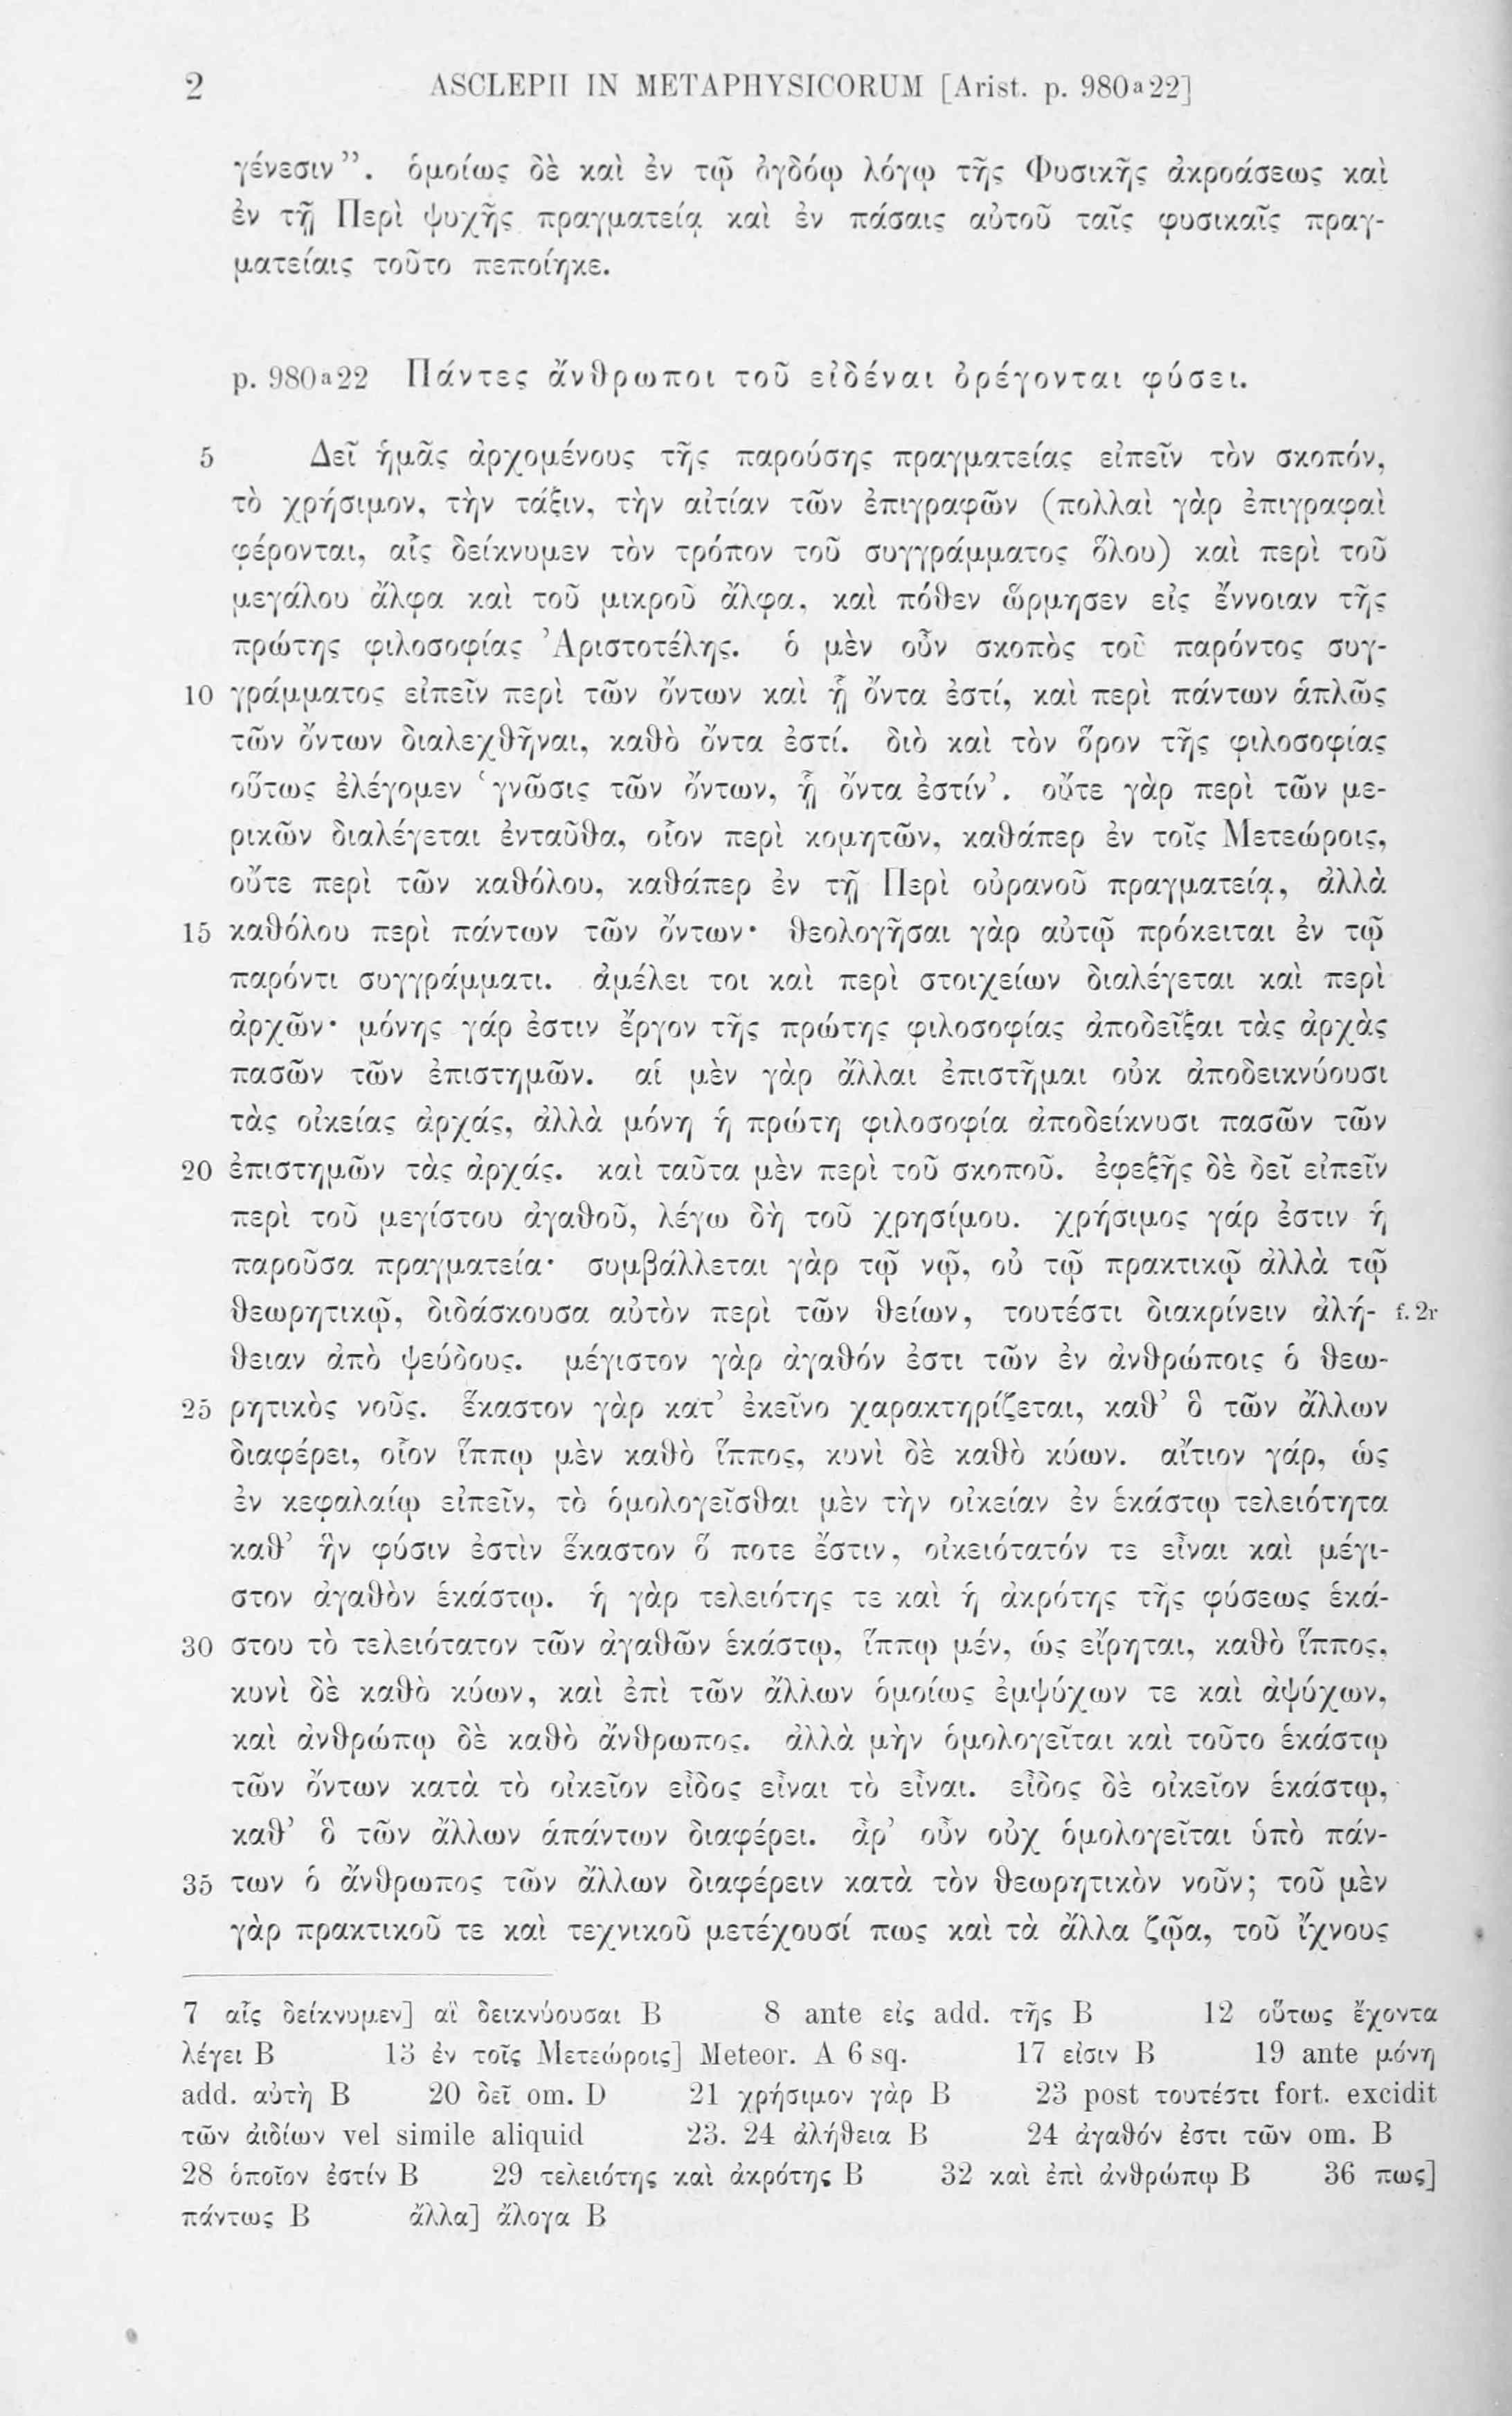 2 ASCLEPII IN METAPHYSICORUM [Arist. p. 980a22]
γένεσιν”. ὁμοίως δὲ καὶ ἐν τῷ ὀγδόῳ λόγῳ τῆς Φυσικῆς ἀκροάσεως καὶ
ἐν τῇ Περὶ ψυχῆς πραγματείᾳ καὶ ἐν πάσαις αὐτοῦ ταῖς φυσικαῖς πραγ-
ματείαις τοῦτο πεποίηκε.
p. 980a22 Πάντες ἄνθρωποι τοῦ εἰδέναι ὀρέγονται φύσει.
5 Δεῖ ἡμᾶς ἀρχομένους τῆς παρούσης πραγματείας εἰπεῖν τὸν σκοπόν,
τὸ χρήσιμον, τὴν τάξιν, τὴν αἰτίαν τῶν ἐπιγραφῶν (πολλαὶ γὰρ ἐπιγραφαὶ
φέρονται, αἷς δείκνυμεν τὸν τρόπον τοῦ συγγράμματος ὅλου) καὶ περὶ τοῦ
μεγάλου ἄλφα καὶ τοῦ μικροῦ ἄλφα, καὶ πόθεν ὥρμησεν εἰς ἔννοιαν τῆς
πρώτης φιλοσοφίας Ἀριστοτέλης. ὁ μὲν οὖν σκοπὸς τοῦ παρόντος συγ-
10 γράμματος εἰπεῖν περὶ τῶν ὄντων καὶ ᾗ ὄντα ἐστί, καὶ περὶ πάντων ἁπλῶς
τῶν ὄντων διαλεχθῆναι, καθὸ ὄντα ἐστί. διὸ καὶ τὸν ὅρον τῆς φιλοσοφίας
οὕτως ἐλέγομεν ‘γνῶσις τῶν ὄντων, ᾗ ὄντα ἐστίν’. οὔτε γὰρ περὶ τῶν με-
ρικῶν διαλέγεται ἐνταῦθα, οἷον περὶ κομητῶν, καθάπερ ἐν τοῖς Μετεώροις,
οὔτε περὶ τῶν καθόλου, καθάπερ ἐν τῇ Περὶ οὐρανοῦ πραγματείᾳ, ἀλλὰ
15 καθόλου περὶ πάντων τῶν ὄντων· θεολογῆσαι γὰρ αὐτῷ πρόκειται ἐν τῷ
παρόντι συγγράμματι. ἀμέλει τοι καὶ περὶ στοιχείων διαλέγεται καὶ περὶ
ἀρχῶν· μόνης γάρ ἐστιν ἔργον τῆς πρώτης φιλοσοφίας ἀποδεῖξαι τὰς ἀρχὰς
πασῶν τῶν ἐπιστημῶν. αἱ μὲν γὰρ ἄλλαι ἐπιστῆμαι οὐκ ἀποδεικνύουσι
τὰς οἰκείας ἀρχάς, ἀλλὰ μόνη ἡ πρώτη φιλοσοφία ἀποδείκνυσι πασῶν τῶν
20 ἐπιστημῶν τὰς ἀρχάς. καὶ ταῦτα μὲν περὶ τοῦ σκοποῦ. ἐφεξῆς δὲ δεῖ εἰπεῖν
περὶ τοῦ μεγίστου ἀγαθοῦ, λέγω δὴ τοῦ χρησίμου. χρήσιμος γάρ ἐστιν ἡ
παροῦσα πραγματεία· συμβάλλεται γὰρ τῷ νῷ, οὐ τῷ πρακτικῷ ἀλλὰ τῷ
θεωρητικῷ, διδάσκουσα αὐτὸν περὶ τῶν θείων, τουτέστι διακρίνειν ἀλή- f. 2r
θειαν ἀπὸ ψεύδους. μέγιστον γὰρ ἀγαθόν ἐστι τῶν ἐν ἀνθρώποις ὁ θεω-
25 ρητικὸς νοῦς. ἕκαστον γὰρ κατ’ ἐκεῖνο χαρακτηρίζεται, καθ’ ὃ τῶν ἄλλων
διαφέρει, οἷον ἵππῳ μὲν καθὸ ἵππος, κυνὶ δὲ καθὸ κύων. αἴτιον γάρ, ὡς
ἐν κεφαλαίῳ εἰπεῖν, τὸ ὁμολογεῖσθαι μὲν τὴν οἰκείαν ἐν ἑκάστῳ τελειότητα
καθ’ ἣν φύσιν ἐστὶν ἕκαστον ὅ ποτε ἔστιν, οἰκειότατόν τε εἶναι καὶ μέγι-
στον ἀγαθὸν ἑκάστῳ. ἡ γὰρ τελειότης τε καὶ ἡ ἀκρότης τῆς φύσεως ἑκά-
30 στου τὸ τελειότατον τῶν ἀγαθῶν ἑκάστῳ, ἵππῳ μέν, ὡς εἴρηται, καθὸ ἵππος,
κυνὶ δὲ καθὸ κύων, καὶ ἐπὶ τῶν ἄλλων ὁμοίως ἐμψύχων τε καὶ ἀψύχων,
καὶ ἀνθρώπῳ δὲ καθὸ ἄνθρωπος. ἀλλὰ μὴν ὁμολογεῖται καὶ τοῦτο ἑκάστῳ
τῶν ὄντων κατὰ τὸ οἰκεῖον εἶδος εἶναι τὸ εἶναι. εἶδος δὲ οἰκεῖον ἑκάστῳ,
καθ’ ὃ τῶν ἄλλων ἁπάντων διαφέρει. ἆρ’ οὖν οὐχ ὁμολογεῖται ὑπὸ πάν-
35 των ὁ ἄνθρωπος τῶν ἄλλων διαφέρειν κατὰ τὸν θεωρητικὸν νοῦν; τοῦ μὲν
γὰρ πρακτικοῦ τε καὶ τεχνικοῦ μετέχουσί πως καὶ τὰ ἄλλα ζῷα, τοῦ ἴχνους
7 αἷς δείκνυμεν] αἳ δεικνύουσαι B 8 ante εἰς add. τῆς B 12 οὕτως ἔχοντα
λέγει B 13 ἐν τοῖς Μετεώροις] Meteor. A 6 sq. 17 εἰσιν B 19 ante μόνη
add. αὐτὴ B 20 δεῖ om. D 21 χρήσιμον γὰρ B 23 post τουτέστι fort. excidit
τῶν ἀιδίων vel simile aliquid 23. 24 ἀλήθεια B 24 ἀγαθόν ἐστι τῶν om. B
28 ὁποῖον ἐστίν B 29 τελειότης καὶ ἀκρότης B 32 καὶ ἐπὶ ἀνθρώπῳ B 36 πως]
πάντως B ἄλλα] ἄλογα B